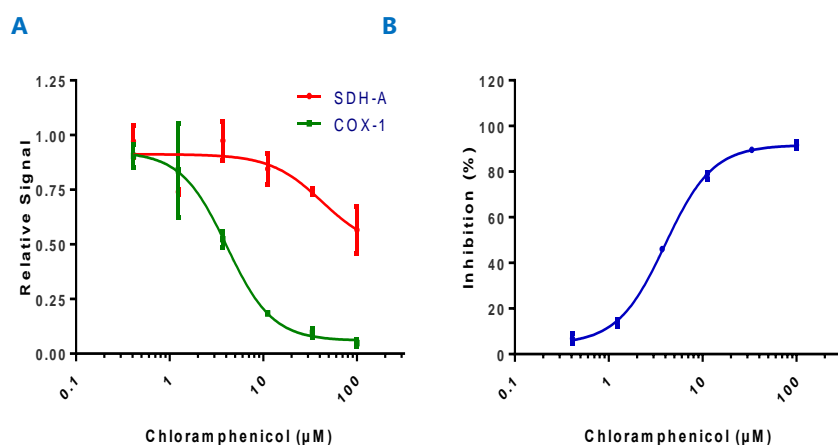 A
B
Relative Signal
1.25
1.00
0.75
0.50
0.25
0.00
0.1
1
10
100
Chloramphenicol (µM)
SDH-A
COX-1
Inhibition (%)
120
100
80
60
40
20
0
0.1
1
10
100
Chloramphenicol (µM)